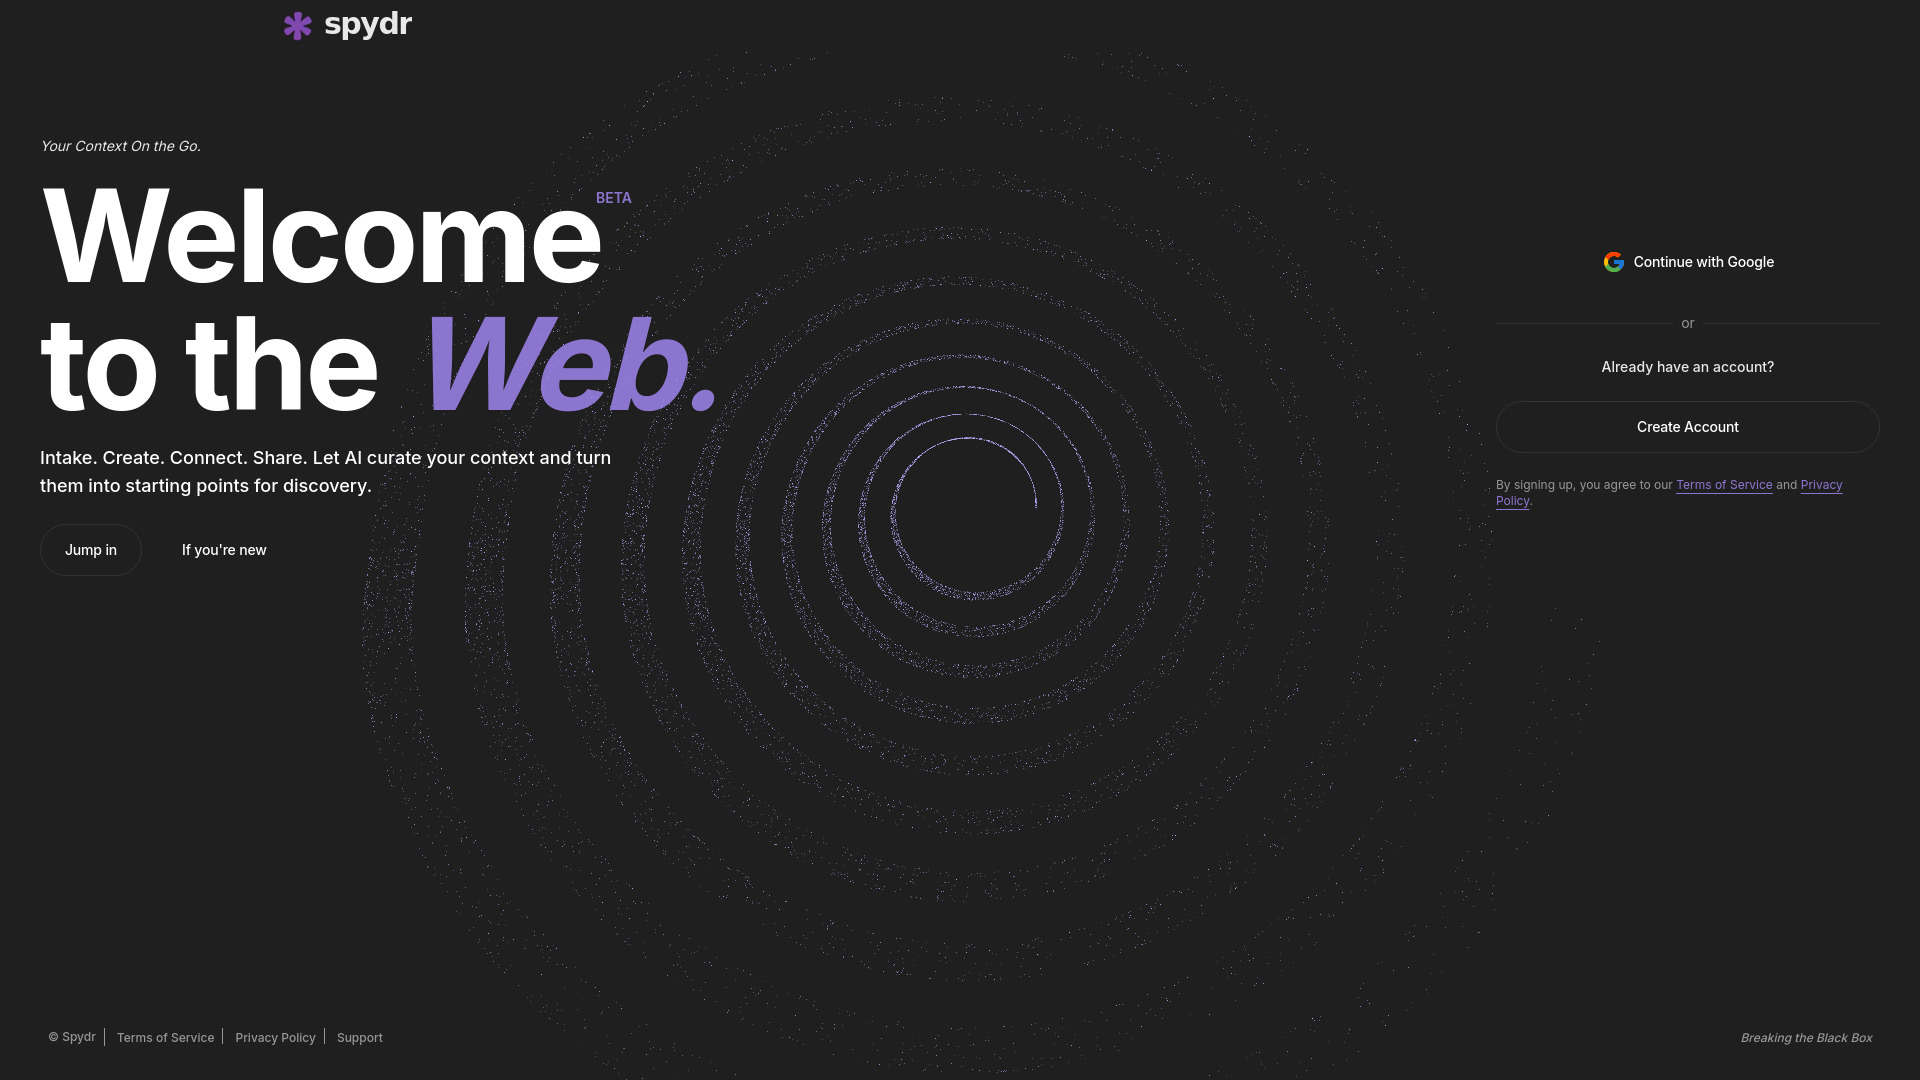 spydr
Your Context On the Go.
Welcome BETA
to the Web.
Intake. Create. Connect. Share. Let AI curate your context and turn
them into starting points for discovery.
Jump in
If you're new
Continue with Google
or
Already have an account?
Create Account
By signing up, you agree to our Terms of Service and Privacy
Policy.
© Spydr
Terms of Service
Privacy Policy
Support
Breaking the Black Box